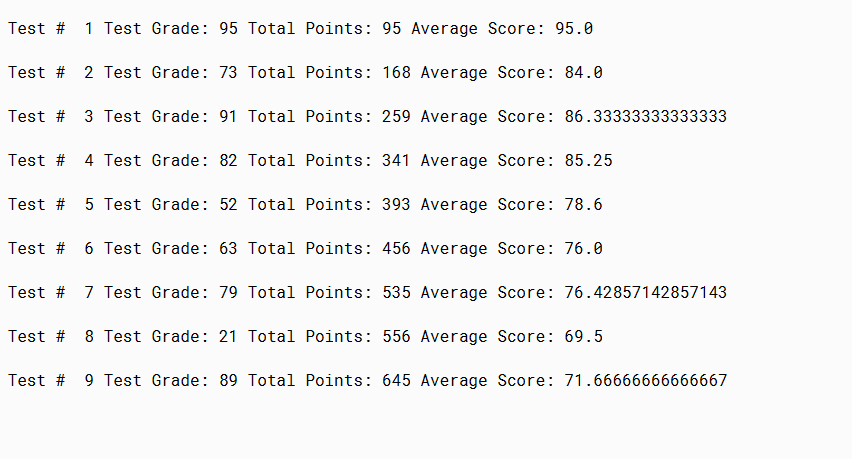 Test #  1 Test Grade: 95 Total Points: 95 Average Score: 95.0
Test #  2 Test Grade: 73 Total Points: 168 Average Score: 84.0
Test #  3 Test Grade: 91 Total Points: 259 Average Score: 86.33333333333333
Test #  4 Test Grade: 82 Total Points: 341 Average Score: 85.25
Test #  5 Test Grade: 52 Total Points: 393 Average Score: 78.6
Test #  6 Test Grade: 63 Total Points: 456 Average Score: 76.0
Test #  7 Test Grade: 79 Total Points: 535 Average Score: 76.42857142857143
Test #  8 Test Grade: 21 Total Points: 556 Average Score: 69.5
Test #  9 Test Grade: 89 Total Points: 645 Average Score: 71.66666666666667